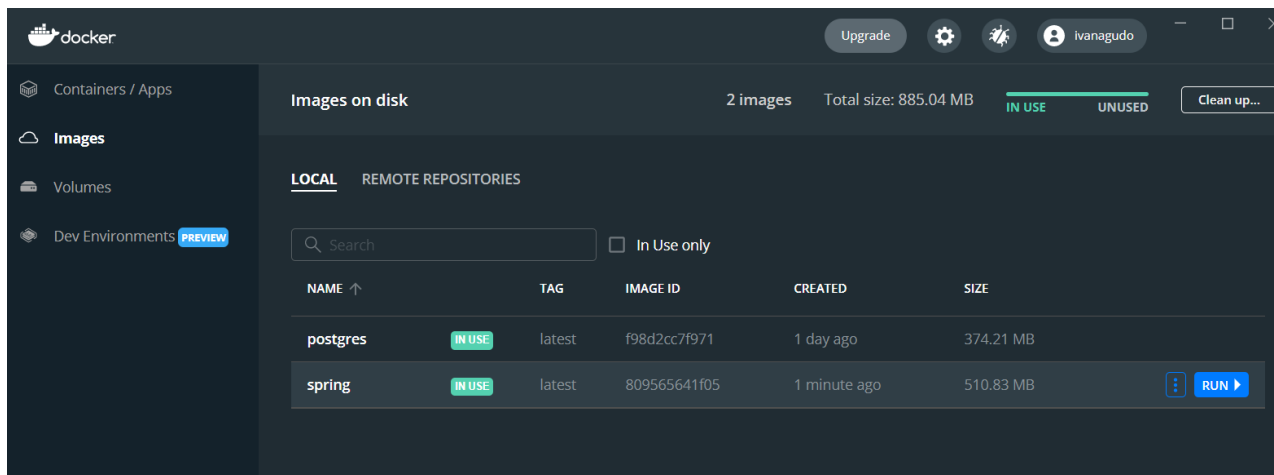 docker
Upgrade
ivanagudo
Containers / Apps
Images
Volumes
Dev Environments PREVIEW
Images on disk
2 images Total size: 885.04 MB
IN USE UNUSED
Clean up...
LOCAL REMOTE REPOSITORIES
Search
In Use only
NAME TAG IMAGE ID CREATED SIZE
postgres IN USE latest f98d2cc7f971 1 day ago 374.21 MB
spring IN USE latest 809565641f05 1 minute ago 510.83 MB RUN